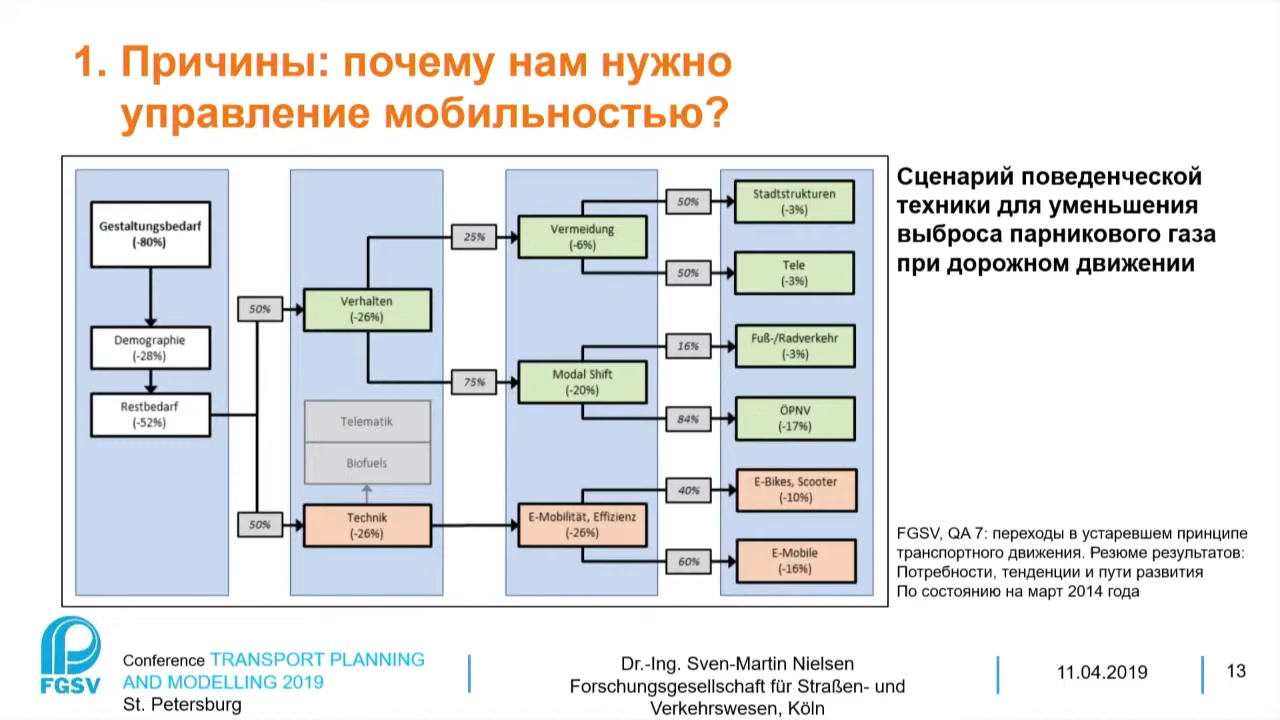 1. Причины: почему нам нужно
управление мобильностью?
Gestaltungsbedarf
(-80%)
Demographie
(-28%)
Restbedarf
(-52%)
50%
50%
Verhalten
(-26%)
Telematik
Biofuels
Technik
(-26%)
25%
75%
Vermeidung
(-6%)
Modal Shift
(-20%)
E-Mobilität, Effizienz
(-26%)
50%
50%
16%
84%
40%
60%
Stadtstrukturen
(-3%)
Tele
(-3%)
Fuß-/Radverkehr
(-3%)
ÖPNV
(-17%)
E-Bikes, Scooter
(-10%)
E-Mobile
(-16%)
Сценарий поведенческой
техники для уменьшения
выброса парникового газа
при дорожном движении
FGSV, QA 7: переходы в устаревшем принципе
транспортного движения. Резюме результатов:
Потребности, тенденции и пути развития
По состоянию на март 2014 года
FGSV
Conference TRANSPORT PLANNING
AND MODELLING 2019
St. Petersburg
Dr.-Ing. Sven-Martin Nielsen
Forschungsgesellschaft für Straßen- und
Verkehrswesen, Köln
11.04.2019
13